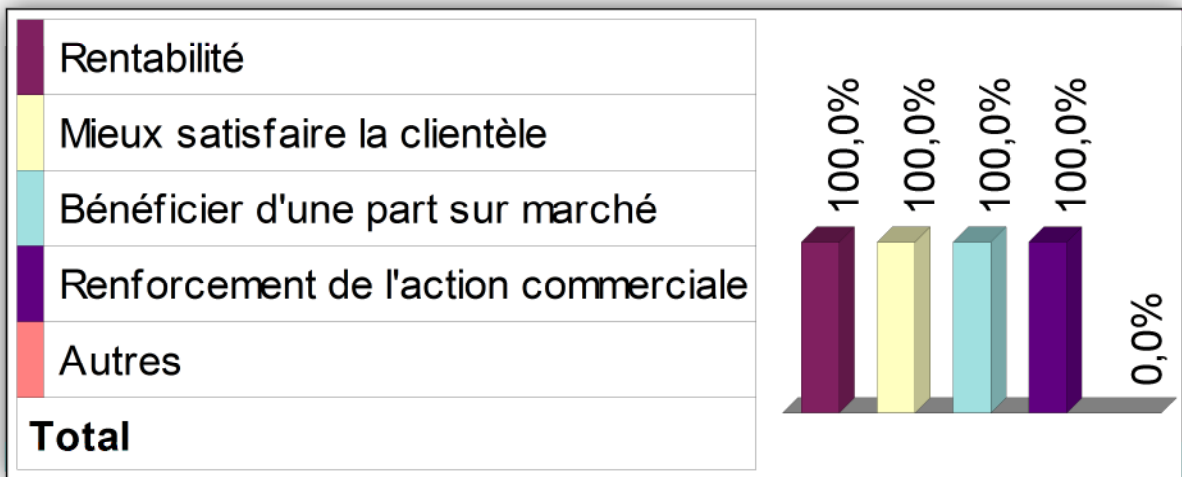 Rentabilité
Mieux satisfaire la clientèle
Bénéficier d'une part sur marché
Renforcement de l'action commerciale
Autres
Total
100,0%
100,0%
100,0%
100,0%
0,0%